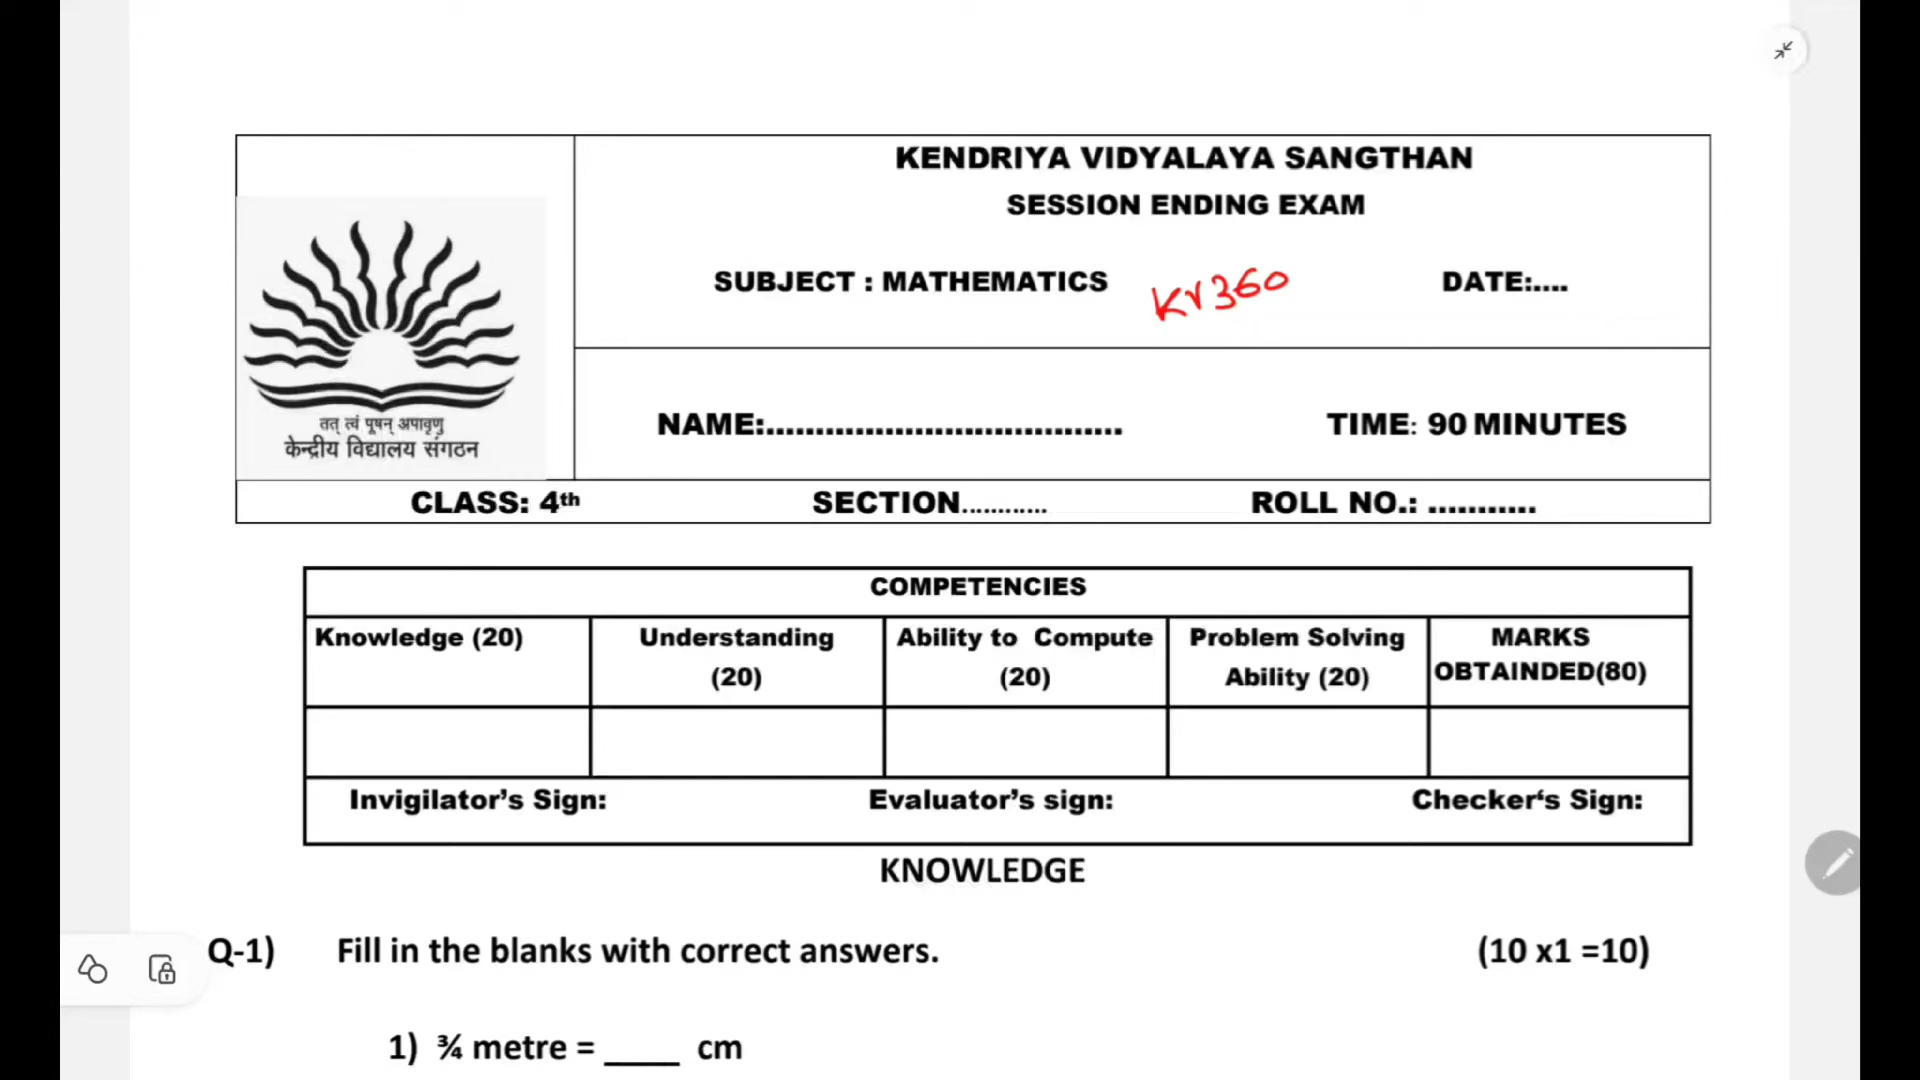 KENDRIYA VIDYALAYA SANGTHAN
SESSION ENDING EXAM
SUBJECT : MATHEMATICS KV360 DATE:....
तत् त्वं पूषन् अपावृणु
केन्द्रीय विद्यालय संगठन
NAME:.................................... TIME: 90 MINUTES
CLASS: 4th SECTION............ ROLL NO.: ...........
COMPETENCIES
Knowledge (20) Understanding (20) Ability to Compute (20) Problem Solving Ability (20) MARKS OBTAINDED(80)
Invigilator’s Sign: Evaluator’s sign: Checker‘s Sign:
KNOWLEDGE
Q-1) Fill in the blanks with correct answers. (10 x1 =10)
1) ¾ metre = ____ cm